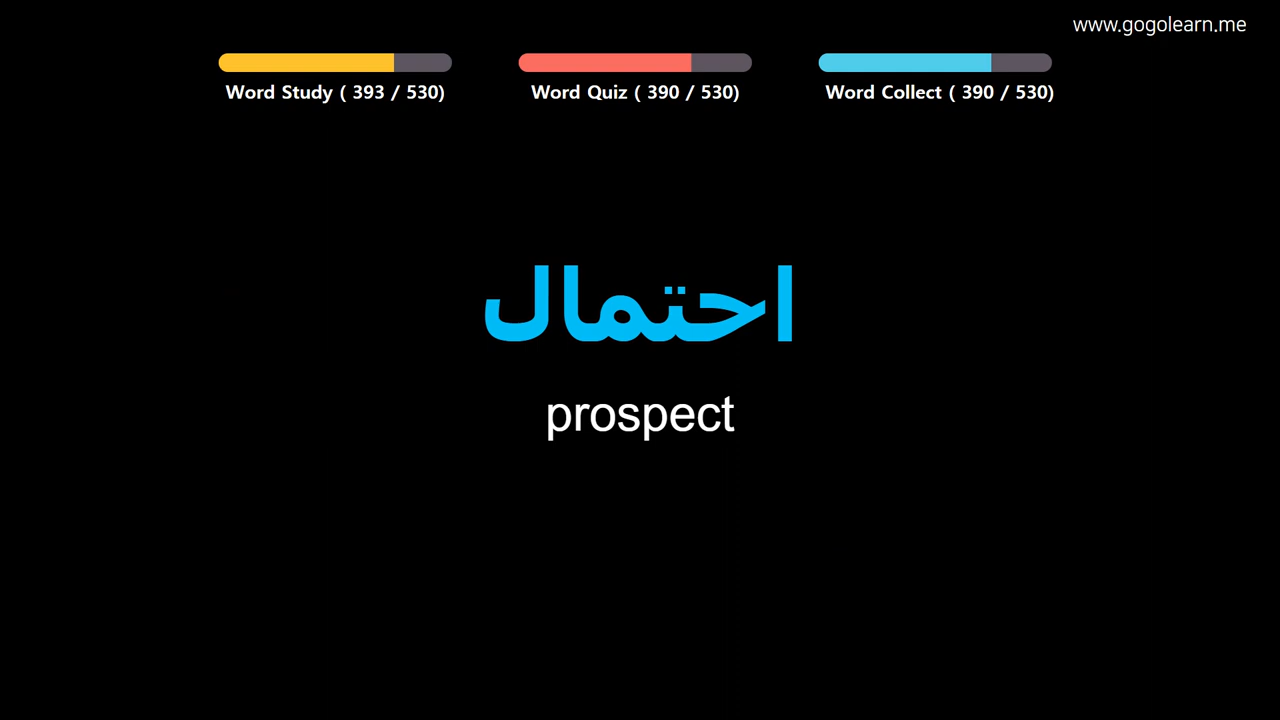 www.gogolearn.me
Word Study ( 393 / 530)
Word Quiz ( 390 / 530)
Word Collect ( 390 / 530)
احتمال
prospect